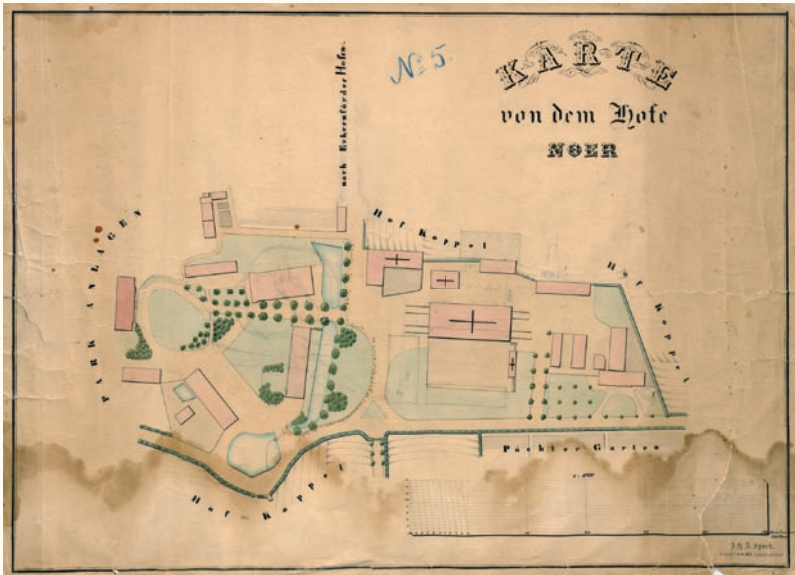 No 5.
KARTE
von dem Hofe
NOER
nach Eckernförder Hafen.
PARK ANLAGEN
Hof Koppel
Hof Koppel
Hof-Koppel
Pächter Garten